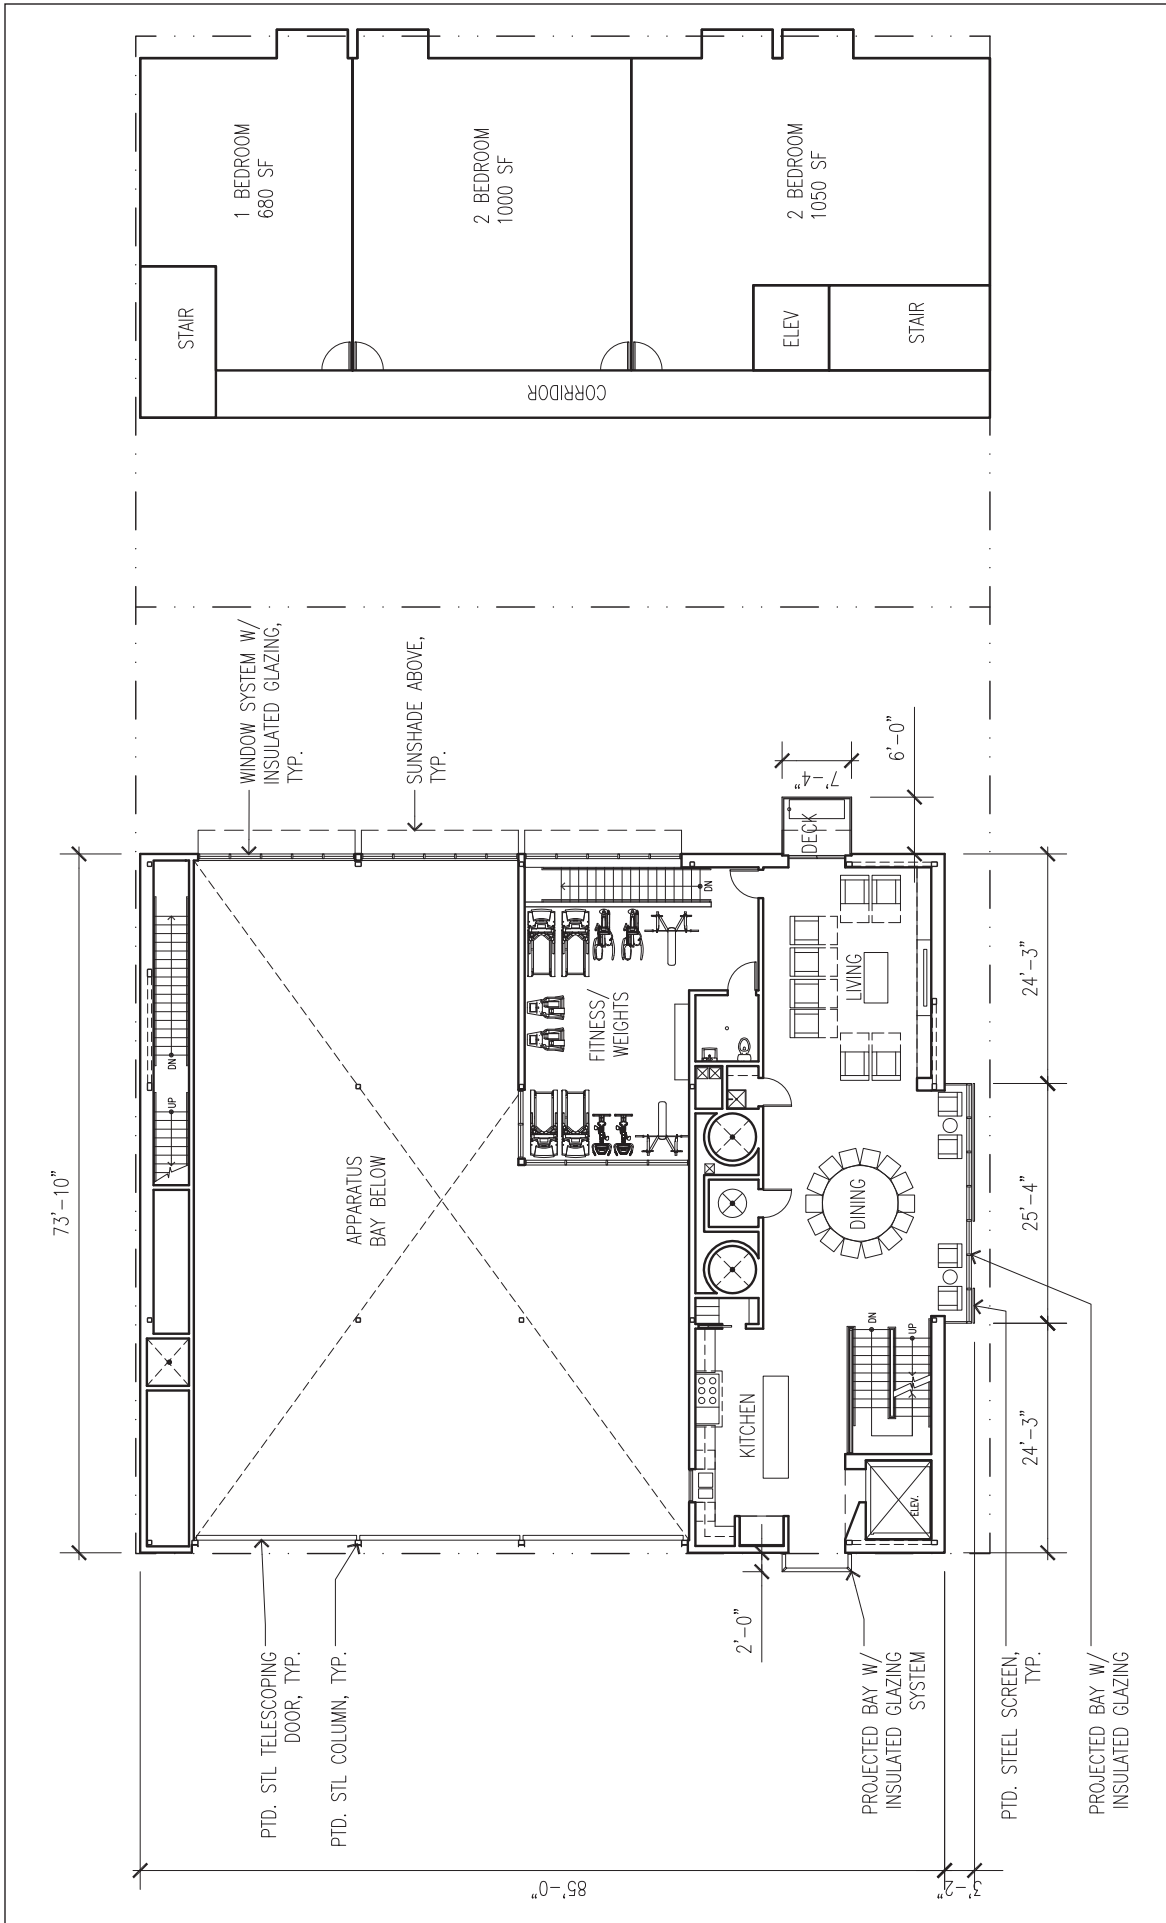 1 BEDROOM
680 SF
2 BEDROOM
1000 SF
2 BEDROOM
1050 SF
STAIR
ELEV
STAIR
CORRIDOR
WINDOW SYSTEM W/
INSULATED GLAZING,
TYP.
SUNSHADE ABOVE,
TYP.
6'-0"
7'-4"
DECK
73'-10"
DN
UP
APPARATUS
BAY BELOW
FITNESS/
WEIGHTS
DN
LIVING
DINING
KITCHEN
DN
UP
ELEV.
24'-3"
25'-4"
24'-3"
2'-0"
PTD. STL TELESCOPING
DOOR, TYP.
PTD. STL COLUMN, TYP.
PROJECTED BAY W/
INSULATED GLAZING
SYSTEM
PTD. STEEL SCREEN,
TYP.
PROJECTED BAY W/
INSULATED GLAZING
85'-0"
3'-2"